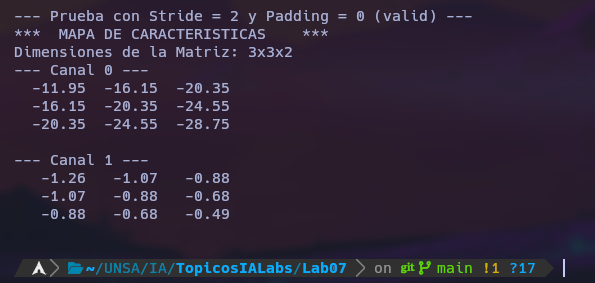 --- Prueba con Stride = 2 y Padding = 0 (valid) ---
***  MAPA DE CARACTERISTICAS    ***
Dimensiones de la Matriz: 3x3x2
--- Canal 0 ---
  -11.95  -16.15  -20.35
  -16.15  -20.35  -24.55
  -20.35  -24.55  -28.75
--- Canal 1 ---
   -1.26   -1.07   -0.88
   -1.07   -0.88   -0.68
   -0.88   -0.68   -0.49
~/UNSA/IA/TopicosIALabs/Lab07 on git main !1 ?17